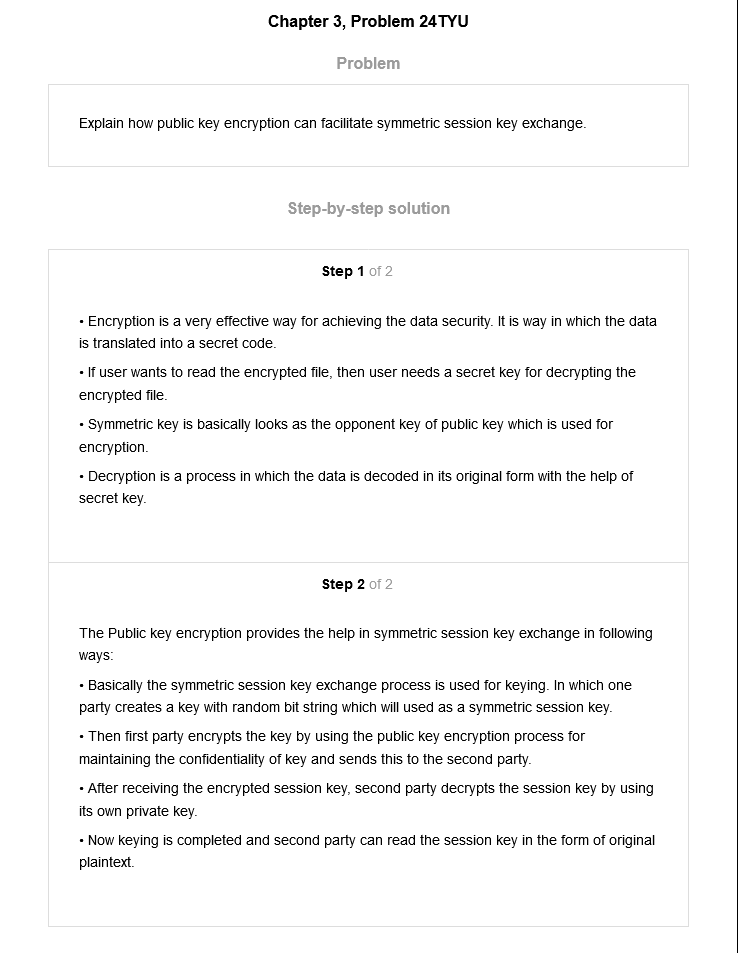 Chapter 3, Problem 24TYU
Problem
Explain how public key encryption can facilitate symmetric session key exchange.
Step-by-step solution
Step 1 of 2
• Encryption is a very effective way for achieving the data security. It is way in which the data
is translated into a secret code.
• If user wants to read the encrypted file, then user needs a secret key for decrypting the
encrypted file.
• Symmetric key is basically looks as the opponent key of public key which is used for
encryption.
• Decryption is a process in which the data is decoded in its original form with the help of
secret key.
Step 2 of 2
The Public key encryption provides the help in symmetric session key exchange in following
ways:
• Basically the symmetric session key exchange process is used for keying. In which one
party creates a key with random bit string which will used as a symmetric session key.
• Then first party encrypts the key by using the public key encryption process for
maintaining the confidentiality of key and sends this to the second party.
• After receiving the encrypted session key, second party decrypts the session key by using
its own private key.
• Now keying is completed and second party can read the session key in the form of original
plaintext.